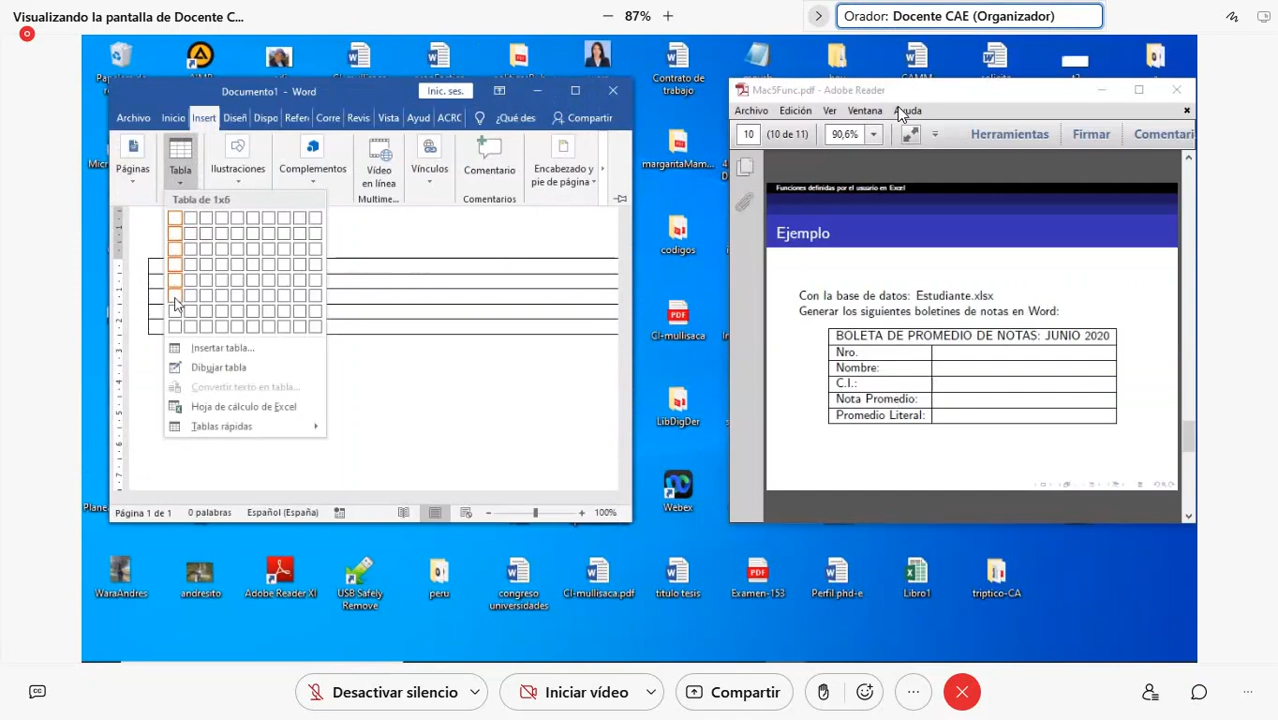 Visualizando la pantalla de Docente C...
87%
Orador: Docente CAE (Organizador)
Contrato de
trabajo
Documento1 - Word
Inic. ses.
Archivo Inicio Insert Diseñ Dispo Referen Corre Revis Vista Ayud ACRC ¿Qué des Compartir
Páginas
Tabla
Ilustraciones
Complementos
Vídeo
en línea
Vínculos
Comentario
Encabezado y
pie de página
Multime...
Comentarios
Tabla de 1x6
Insertar tabla...
Dibujar tabla
Convertir texto en tabla...
Hoja de cálculo de Excel
Tablas rápidas
Página 1 de 1 0 palabras Español (España) 100%
margaritaMam...
codigos
PDF
CI-mullisaca
LibDigDer
Webex
Mac5Func.pdf - Adobe Reader
Archivo Edición Ver Ventana Ayuda
10 (10 de 11) 90,6% Herramientas Firmar Comentari
Funciones definidas por el usuario en Excel
Ejemplo
Con la base de datos: Estudiante.xlsx
Generar los siguientes boletines de notas en Word:
BOLETA DE PROMEDIO DE NOTAS: JUNIO 2020
Nro.
Nombre:
C.I.:
Nota Promedio:
Promedio Literal:
WaraAndres
andresito
Adobe Reader XI
USB Safely
Remove
peru
congreso
universidades
CI-mullisaca.pdf
titulo tesis
PDF
Examen-153
Perfil phd-e
Libro1
triptico-CA
Desactivar silencio
Iniciar vídeo
Compartir